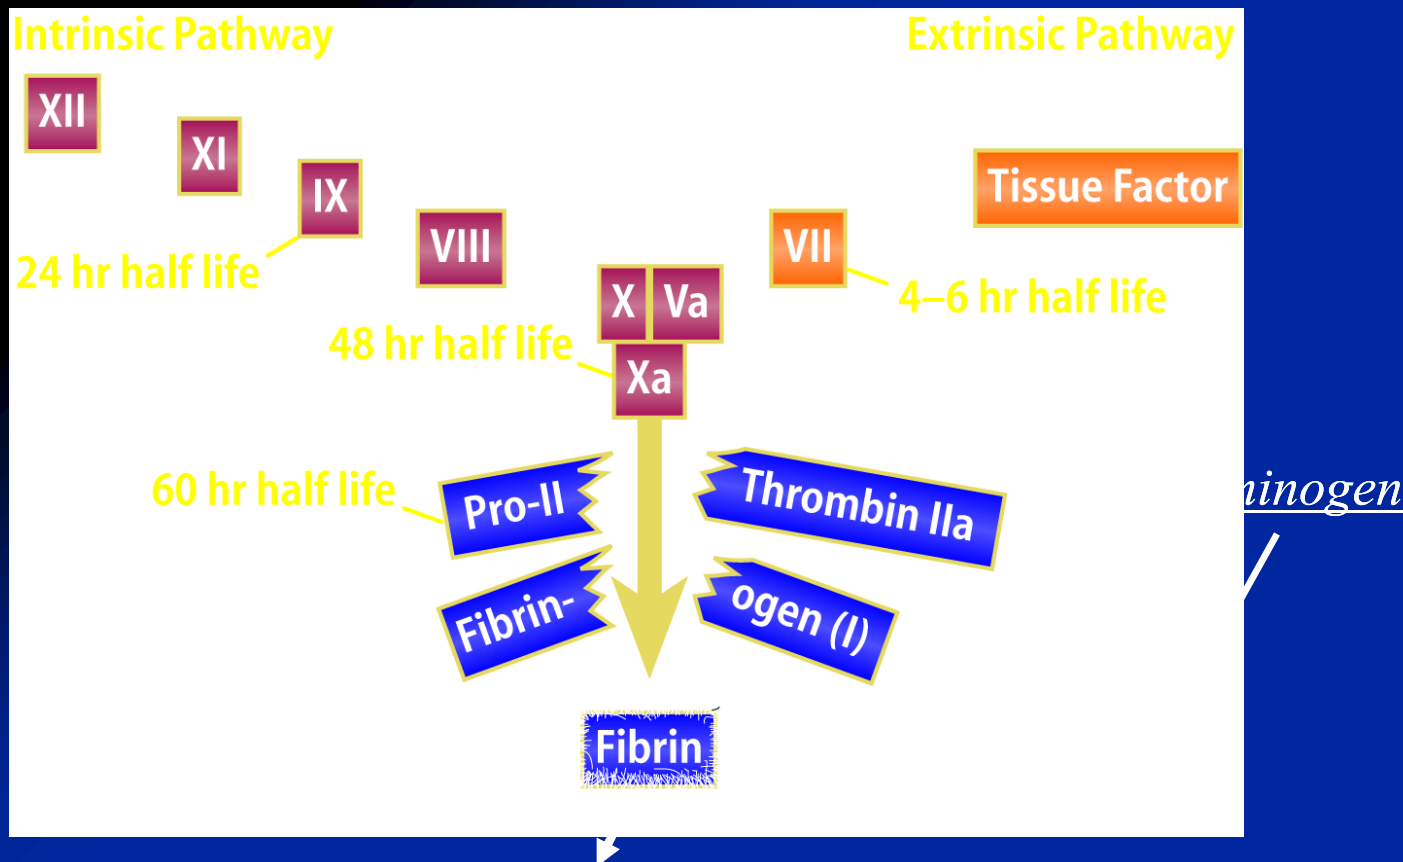 Intrinsic Pathway
Extrinsic Pathway
XII
XI
IX
Tissue Factor
VIII
VII
24 hr half life
X
Va
4–6 hr half life
48 hr half life
Xa
60 hr half life
Pro-II
Thrombin IIa
Fibrin-
ogen (I)
Fibrin